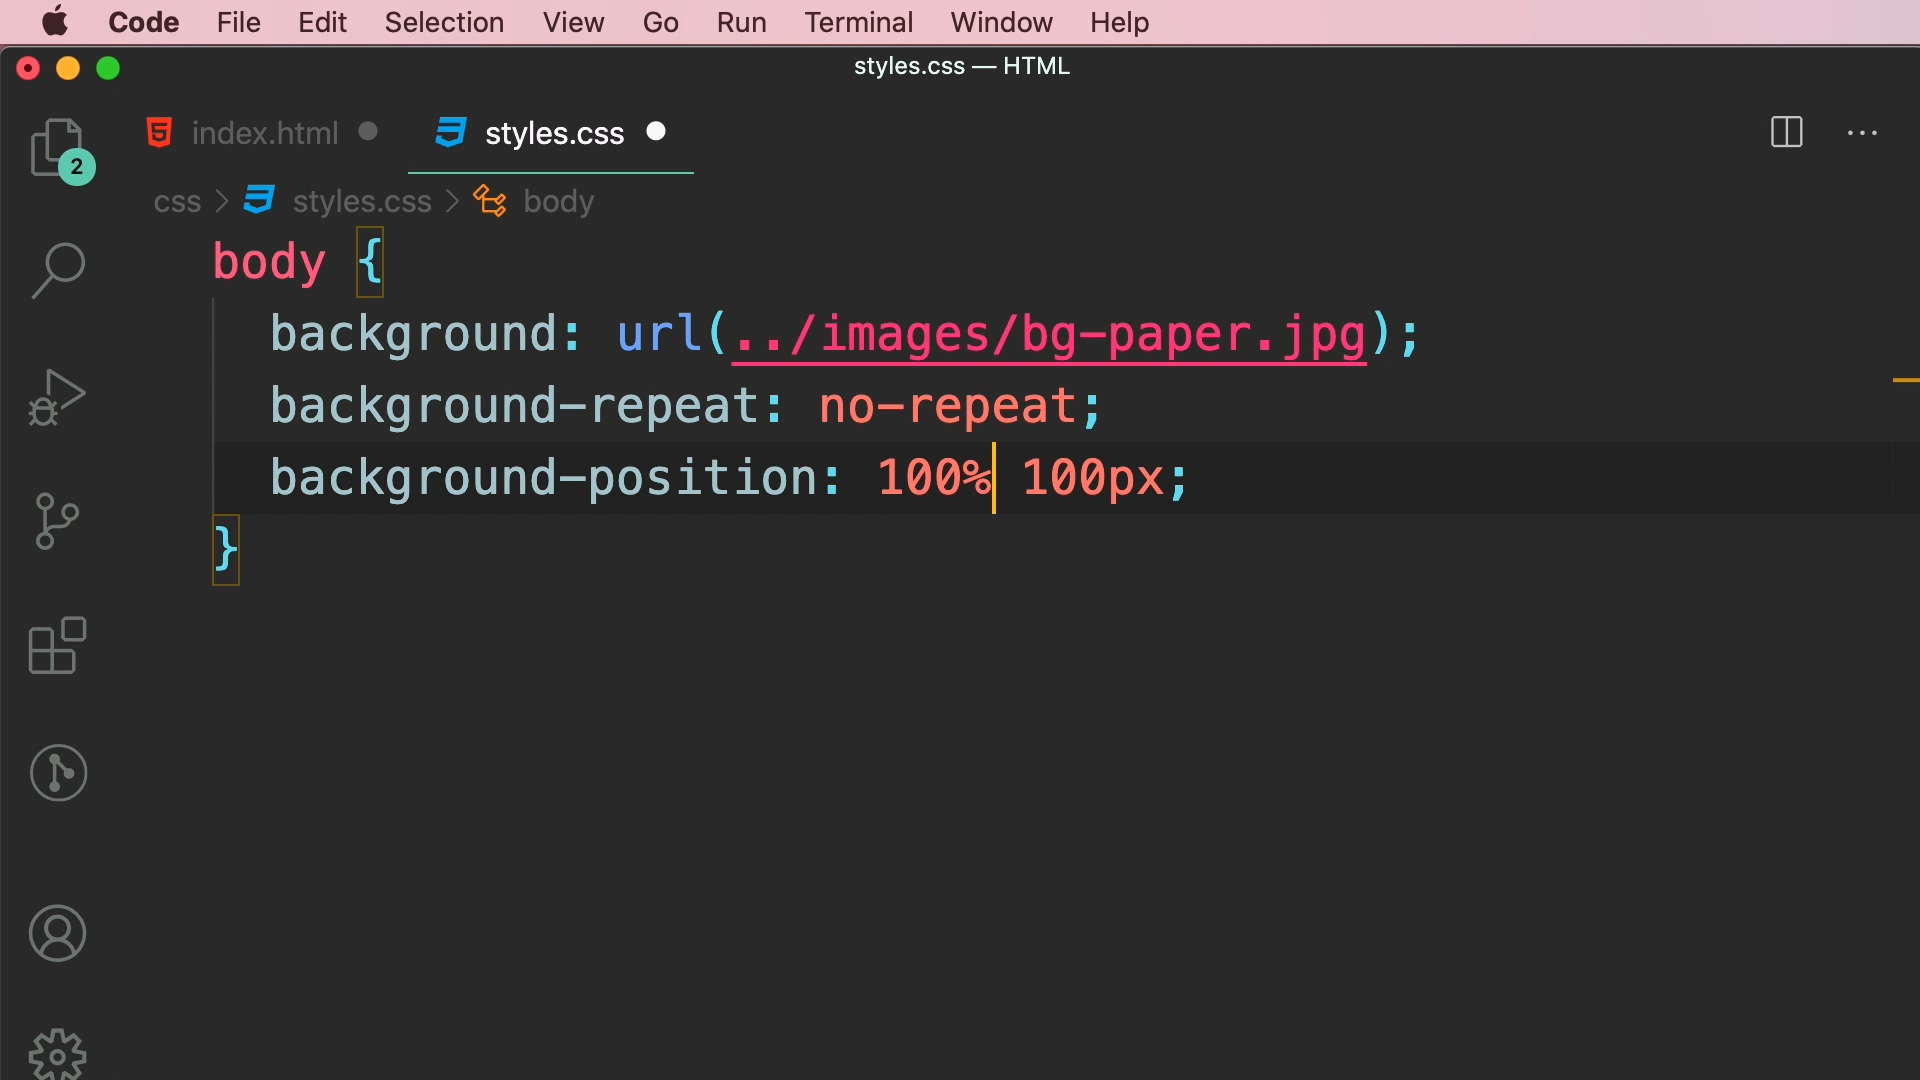 Code File Edit Selection View Go Run Terminal Window Help
styles.css — HTML
index.html styles.css
2
css > styles.css > body
body {
background: url(../images/bg-paper.jpg);
background-repeat: no-repeat;
background-position: 100% 100px;
}